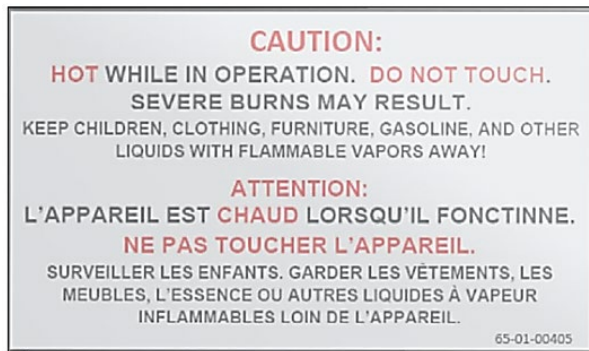 CAUTION:
HOT WHILE IN OPERATION. DO NOT TOUCH.
SEVERE BURNS MAY RESULT.
KEEP CHILDREN, CLOTHING, FURNITURE, GASOLINE, AND OTHER
LIQUIDS WITH FLAMMABLE VAPORS AWAY!
ATTENTION:
L'APPAREIL EST CHAUD LORSQU'IL FONCTINNE.
NE PAS TOUCHER L'APPAREIL.
SURVEILLER LES ENFANTS. GARDER LES VÊTEMENTS, LES
MEUBLES, L'ESSENCE OU AUTRES LIQUIDES À VAPEUR
INFLAMMABLES LOIN DE L'APPAREIL.
65-01-00405